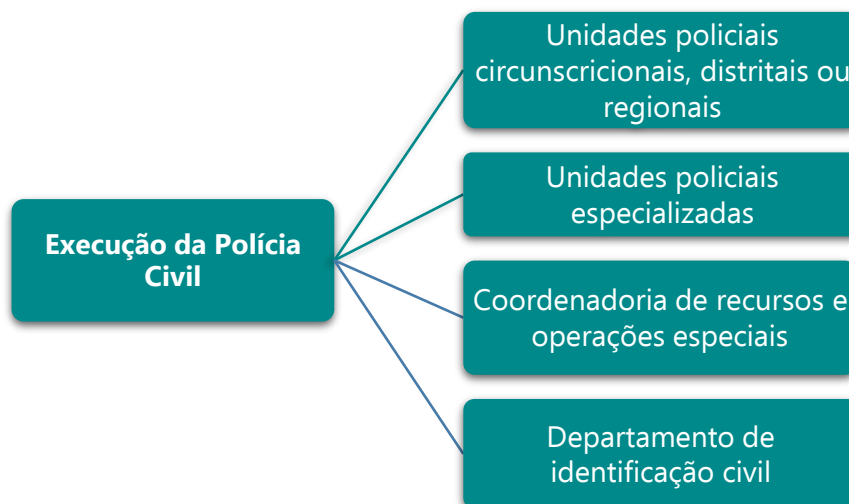 Unidades policiais
circunscricionais, distritais ou
regionais
Unidades policiais
especializadas
Execução da Polícia
Civil
Coordenadoria de recursos e
operações especiais
Departamento de
identificação civil